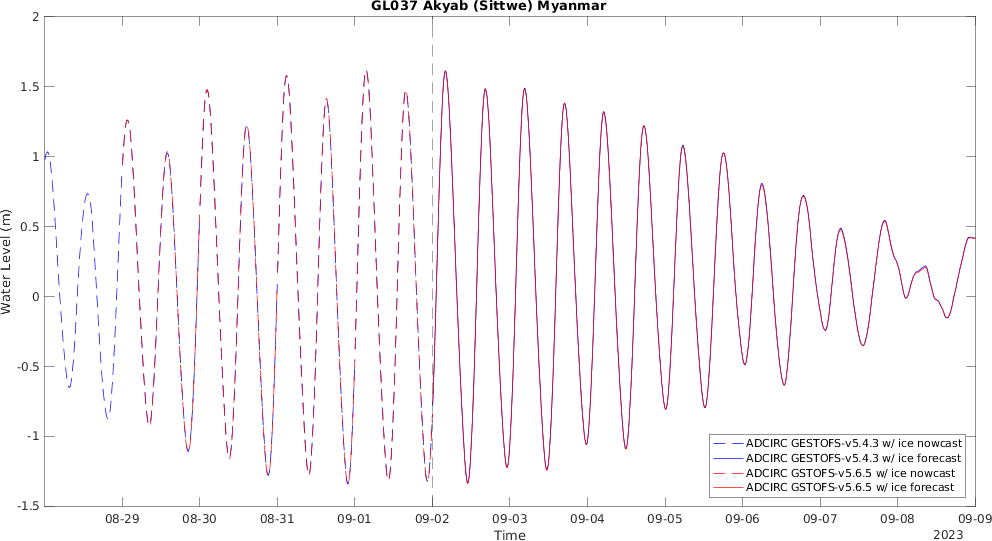 GL037 Akyab (Sittwe) Myanmar
2
1.5
1
0.5
0
-0.5
-1
-1.5
Water Level (m)
ADCIRC GESTOFS-v5.4.3 w/ ice nowcast
ADCIRC GESTOFS-v5.4.3 w/ ice forecast
ADCIRC GSTOFS-v5.6.5 w/ ice nowcast
ADCIRC GSTOFS-v5.6.5 w/ ice forecast
08-29 08-30 08-31 09-01 09-02 09-03 09-04 09-05 09-06 09-07 09-08 09-09
Time
2023